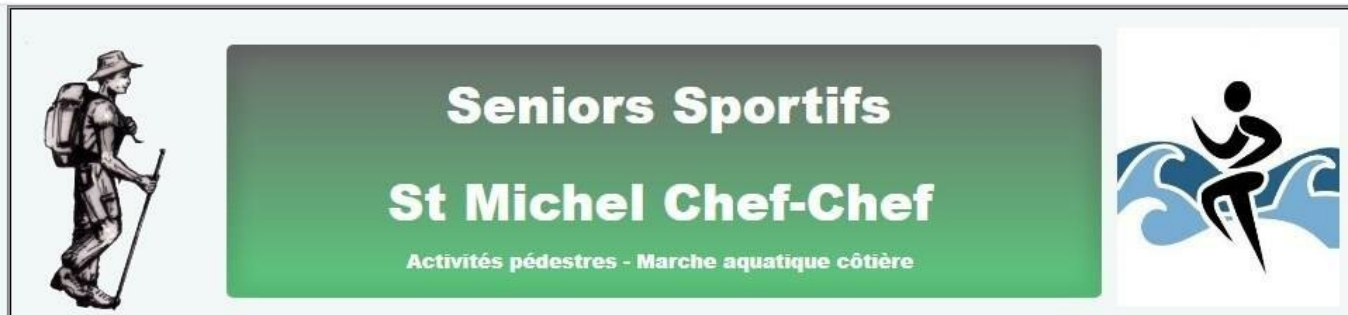 Seniors Sportifs
St Michel Chef-Chef
Activités pédestres - Marche aquatique côtière